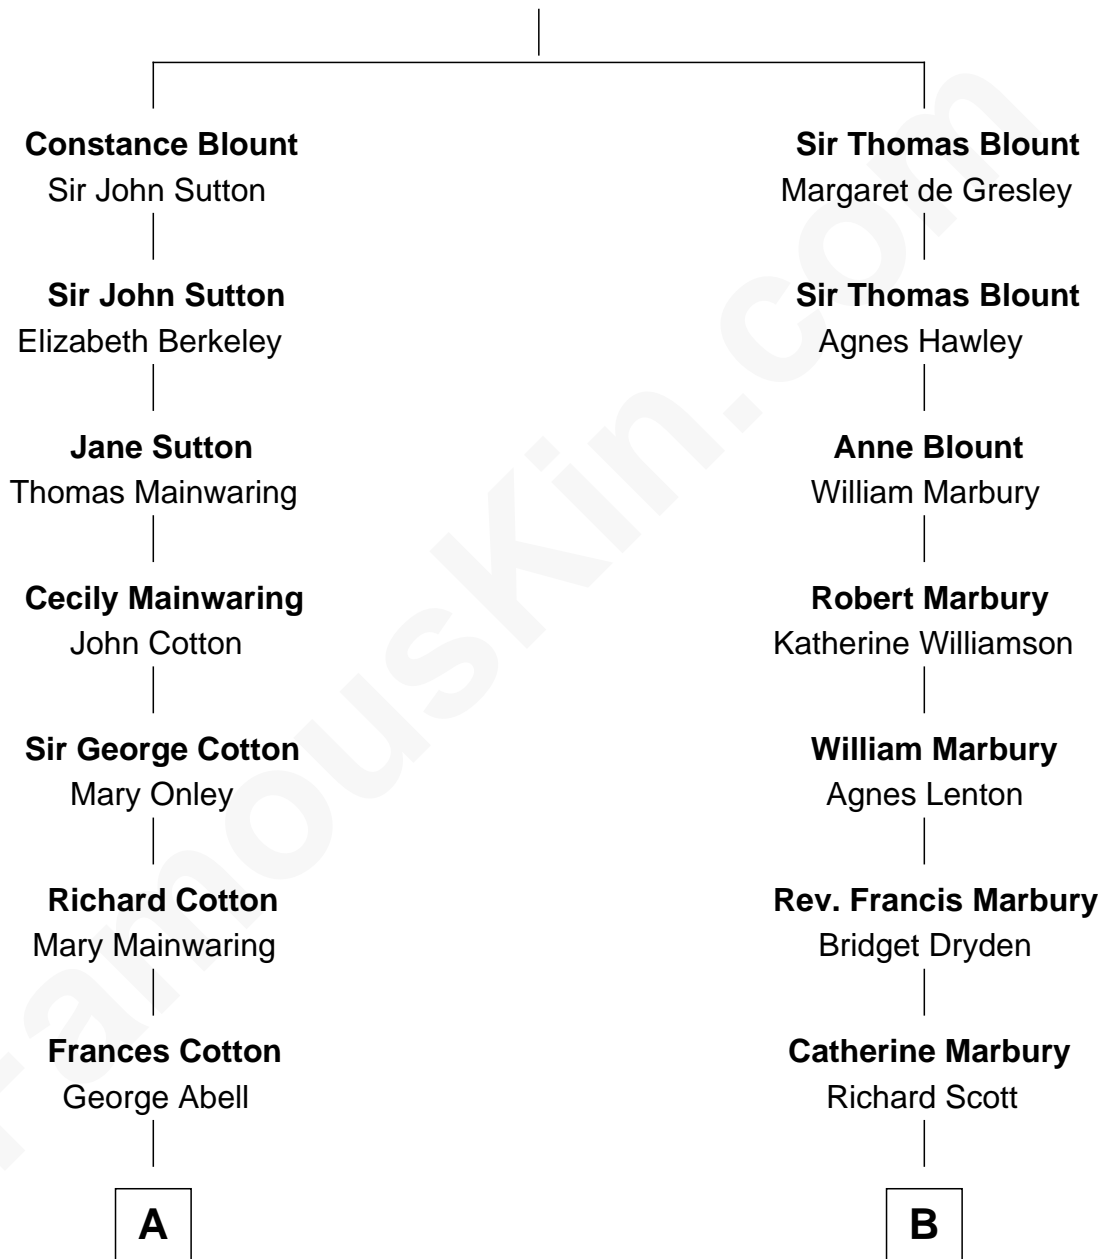 Constance Blount
Sir John Sutton
Sir John Sutton
Elizabeth Berkeley
Jane Sutton
Thomas Mainwaring
Cecily Mainwaring
John Cotton
Sir George Cotton
Mary Onley
Richard Cotton
Mary Mainwaring
Frances Cotton
George Abell
A
Sir Thomas Blount
Margaret de Gresley
Sir Thomas Blount
Agnes Hawley
Anne Blount
William Marbury
Robert Marbury
Katherine Williamson
William Marbury
Agnes Lenton
Rev. Francis Marbury
Bridget Dryden
Catherine Marbury
Richard Scott
B
FamousKin.com